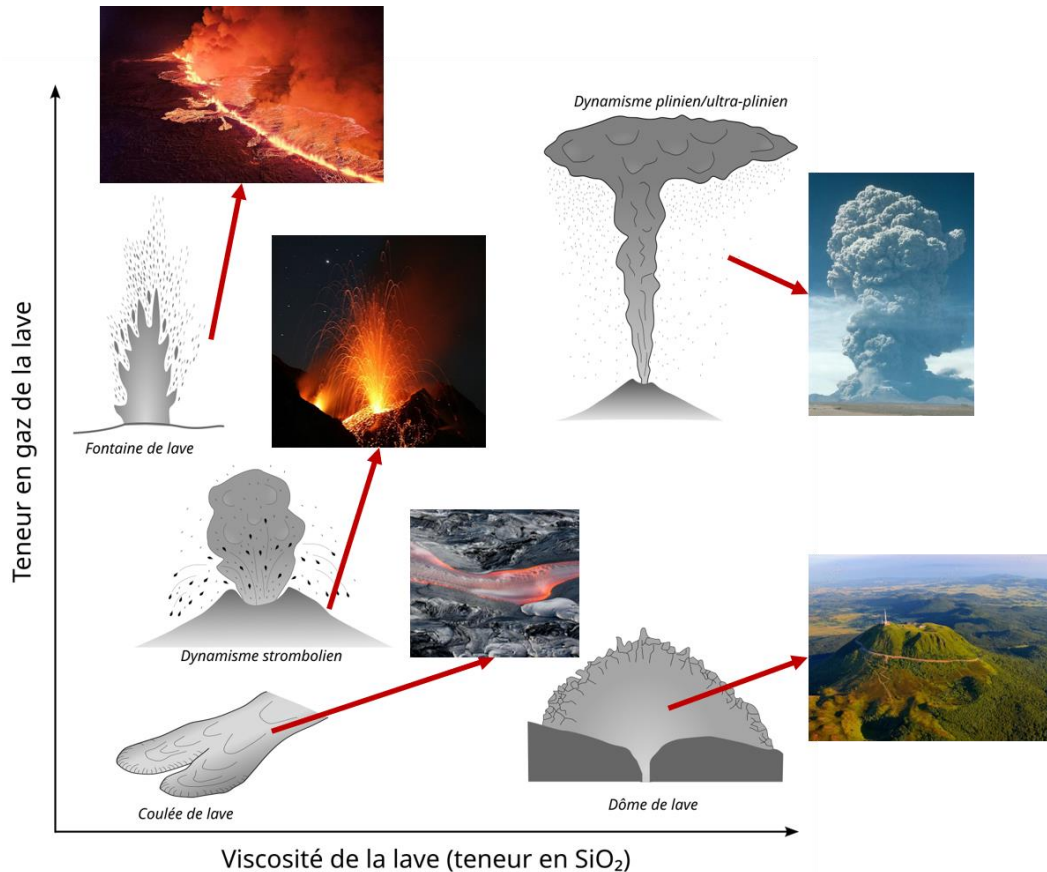 Dynamisme plinien/ultra-plinien
Teneur en gaz de la lave
Fontaine de lave
Dynamisme strombolien
Coulée de lave
Dôme de lave
Viscosité de la lave (teneur en SiO₂)